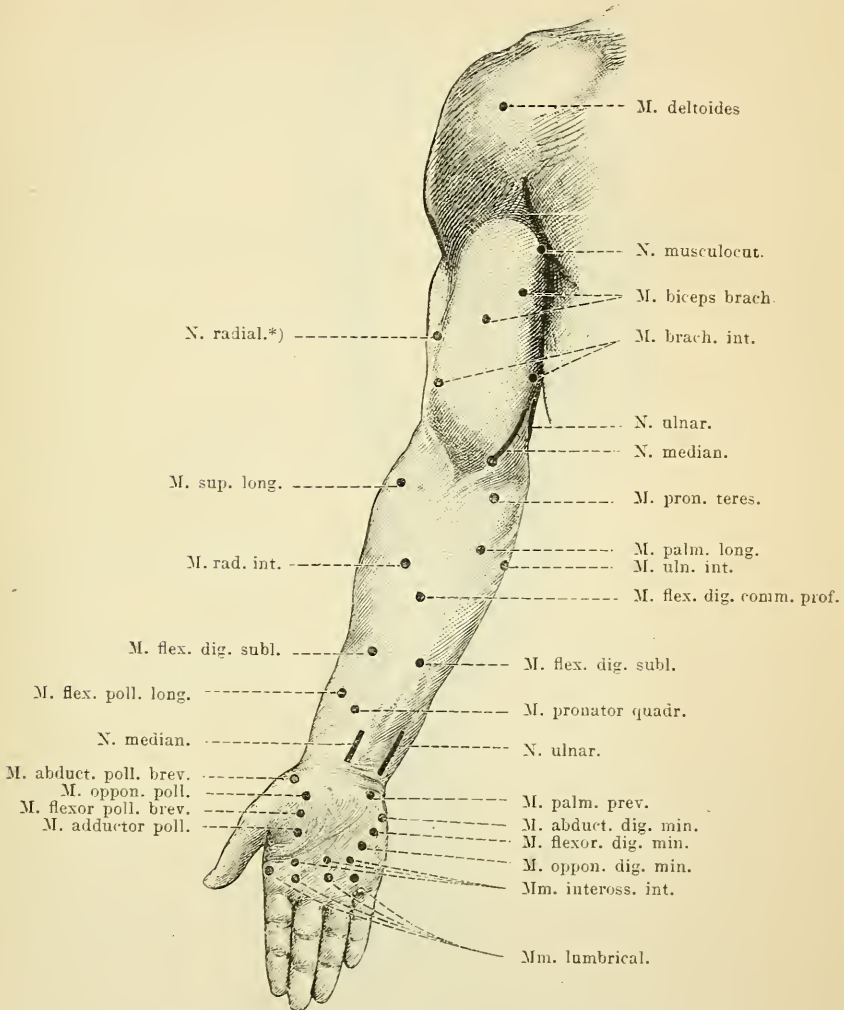 M. deltoides
N. musculocut.
M. biceps brach.
N. radial.*)
M. brach. int.
N. ulnar.
N. median.
M. sup. long.
M. pron. teres.
M. palm. long.
M. rad. int.
M. uln. int.
M. flex. dig. comm. prof.
M. flex. dig. subl.
M. flex. dig. subl.
M. flex. poll. long.
M. pronator quadr.
N. median.
N. ulnar.
M. abduct. poll. brev.
M. oppon. poll.
M. palm. prev.
M. flexor poll. brev.
M. abduct. dig. min.
M. adductor poll.
M. flexor. dig. min.
M. oppon. dig. min.
Mm. inteross. int.
Mm. lumbrical.